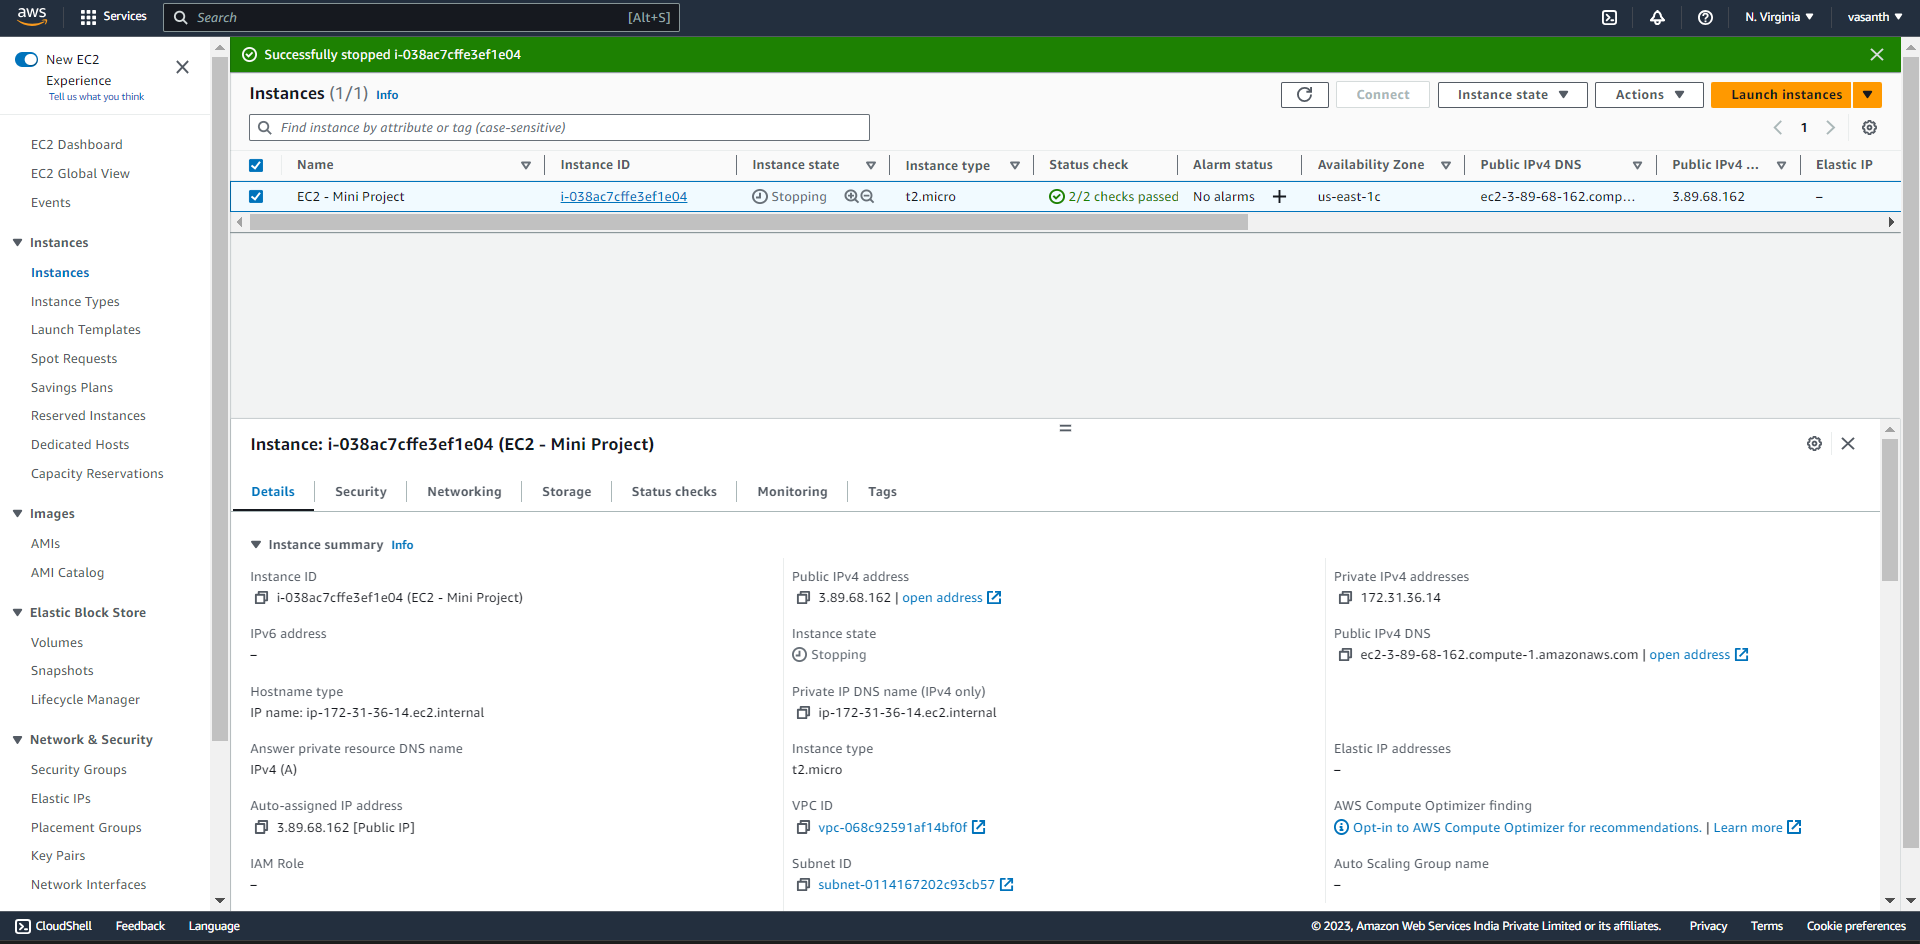 aws
Services
Search
[Alt+S]
N. Virginia
vasanth
New EC2
Experience
Tell us what you think
EC2 Dashboard
EC2 Global View
Events
Instances
Instances
Instance Types
Launch Templates
Spot Requests
Savings Plans
Reserved Instances
Dedicated Hosts
Capacity Reservations
Images
AMIs
AMI Catalog
Elastic Block Store
Volumes
Snapshots
Lifecycle Manager
Network & Security
Security Groups
Elastic IPs
Placement Groups
Key Pairs
Network Interfaces
Successfully stopped i-038ac7cffe3ef1e04
Instances (1/1) Info
Connect
Instance state
Actions
Launch instances
Find instance by attribute or tag (case-sensitive)
1
Name Instance ID Instance state Instance type Status check Alarm status Availability Zone Public IPv4 DNS Public IPv4 ... Elastic IP
EC2 - Mini Project i-038ac7cffe3ef1e04 Stopping t2.micro 2/2 checks passed No alarms + us-east-1c ec2-3-89-68-162.comp... 3.89.68.162 –
Instance: i-038ac7cffe3ef1e04 (EC2 - Mini Project)
Details Security Networking Storage Status checks Monitoring Tags
Instance summary Info
Instance ID
i-038ac7cffe3ef1e04 (EC2 - Mini Project)
Public IPv4 address
3.89.68.162 | open address
Private IPv4 addresses
172.31.36.14
IPv6 address
–
Instance state
Stopping
Public IPv4 DNS
ec2-3-89-68-162.compute-1.amazonaws.com | open address
Hostname type
IP name: ip-172-31-36-14.ec2.internal
Private IP DNS name (IPv4 only)
ip-172-31-36-14.ec2.internal
Answer private resource DNS name
IPv4 (A)
Instance type
t2.micro
Elastic IP addresses
–
Auto-assigned IP address
3.89.68.162 [Public IP]
VPC ID
vpc-068c92591af14bf0f
AWS Compute Optimizer finding
Opt-in to AWS Compute Optimizer for recommendations. | Learn more
IAM Role
–
Subnet ID
subnet-0114167202c93cb57
Auto Scaling Group name
–
CloudShell Feedback Language
© 2023, Amazon Web Services India Private Limited or its affiliates. Privacy Terms Cookie preferences